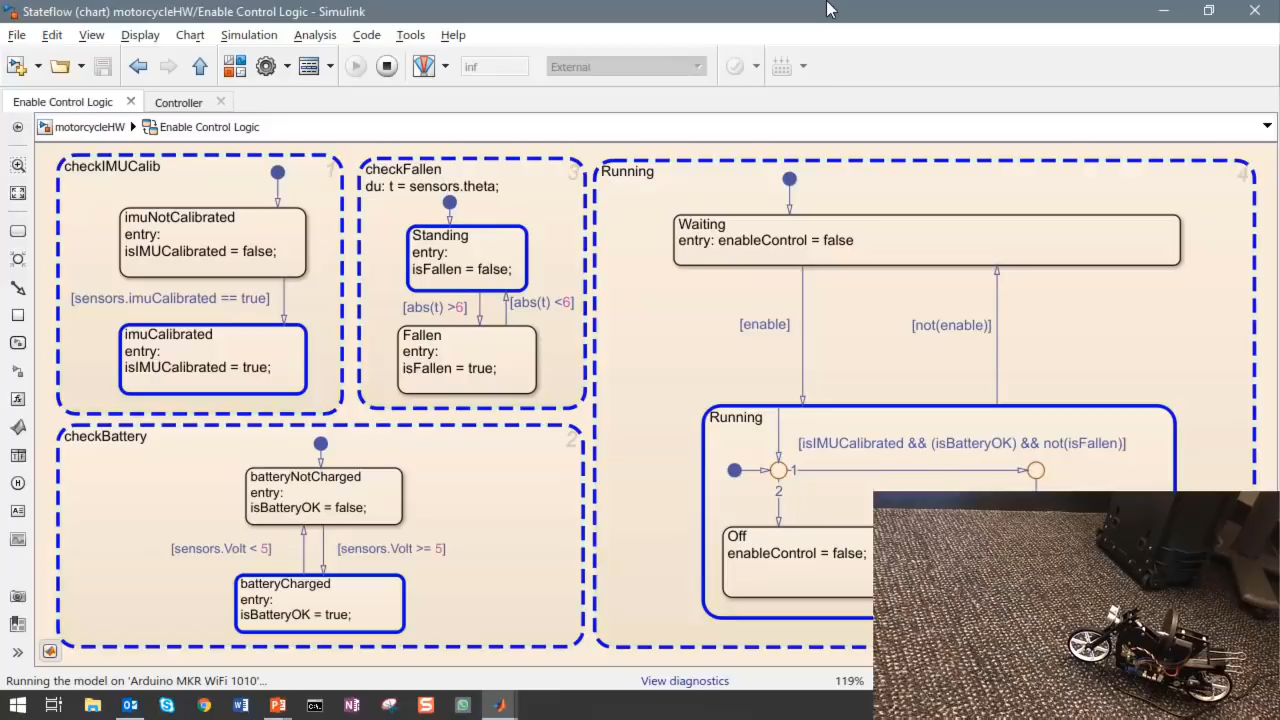 Stateflow (chart) motorcycleHW/Enable Control Logic - Simulink
File Edit View Display Chart Simulation Analysis Code Tools Help
inf
External
Enable Control Logic
Controller
motorcycleHW
Enable Control Logic
checkIMUCalib
1
imuNotCalibrated
entry:
isIMUCalibrated = false;
[sensors.imuCalibrated == true]
imuCalibrated
entry:
isIMUCalibrated = true;
checkFallen
3
du: t = sensors.theta;
Standing
entry:
isFallen = false;
[abs(t) >6]
[abs(t) <6]
Fallen
entry:
isFallen = true;
checkBattery
2
batteryNotCharged
entry:
isBatteryOK = false;
[sensors.Volt < 5]
[sensors.Volt >= 5]
batteryCharged
entry:
isBatteryOK = true;
Running
4
Waiting
entry: enableControl = false
[enable]
[not(enable)]
Running
[isIMUCalibrated && (isBatteryOK) && not(isFallen)]
1
2
Off
enableControl = false;
Running the model on 'Arduino MKR WiFi 1010'...
View diagnostics
119%